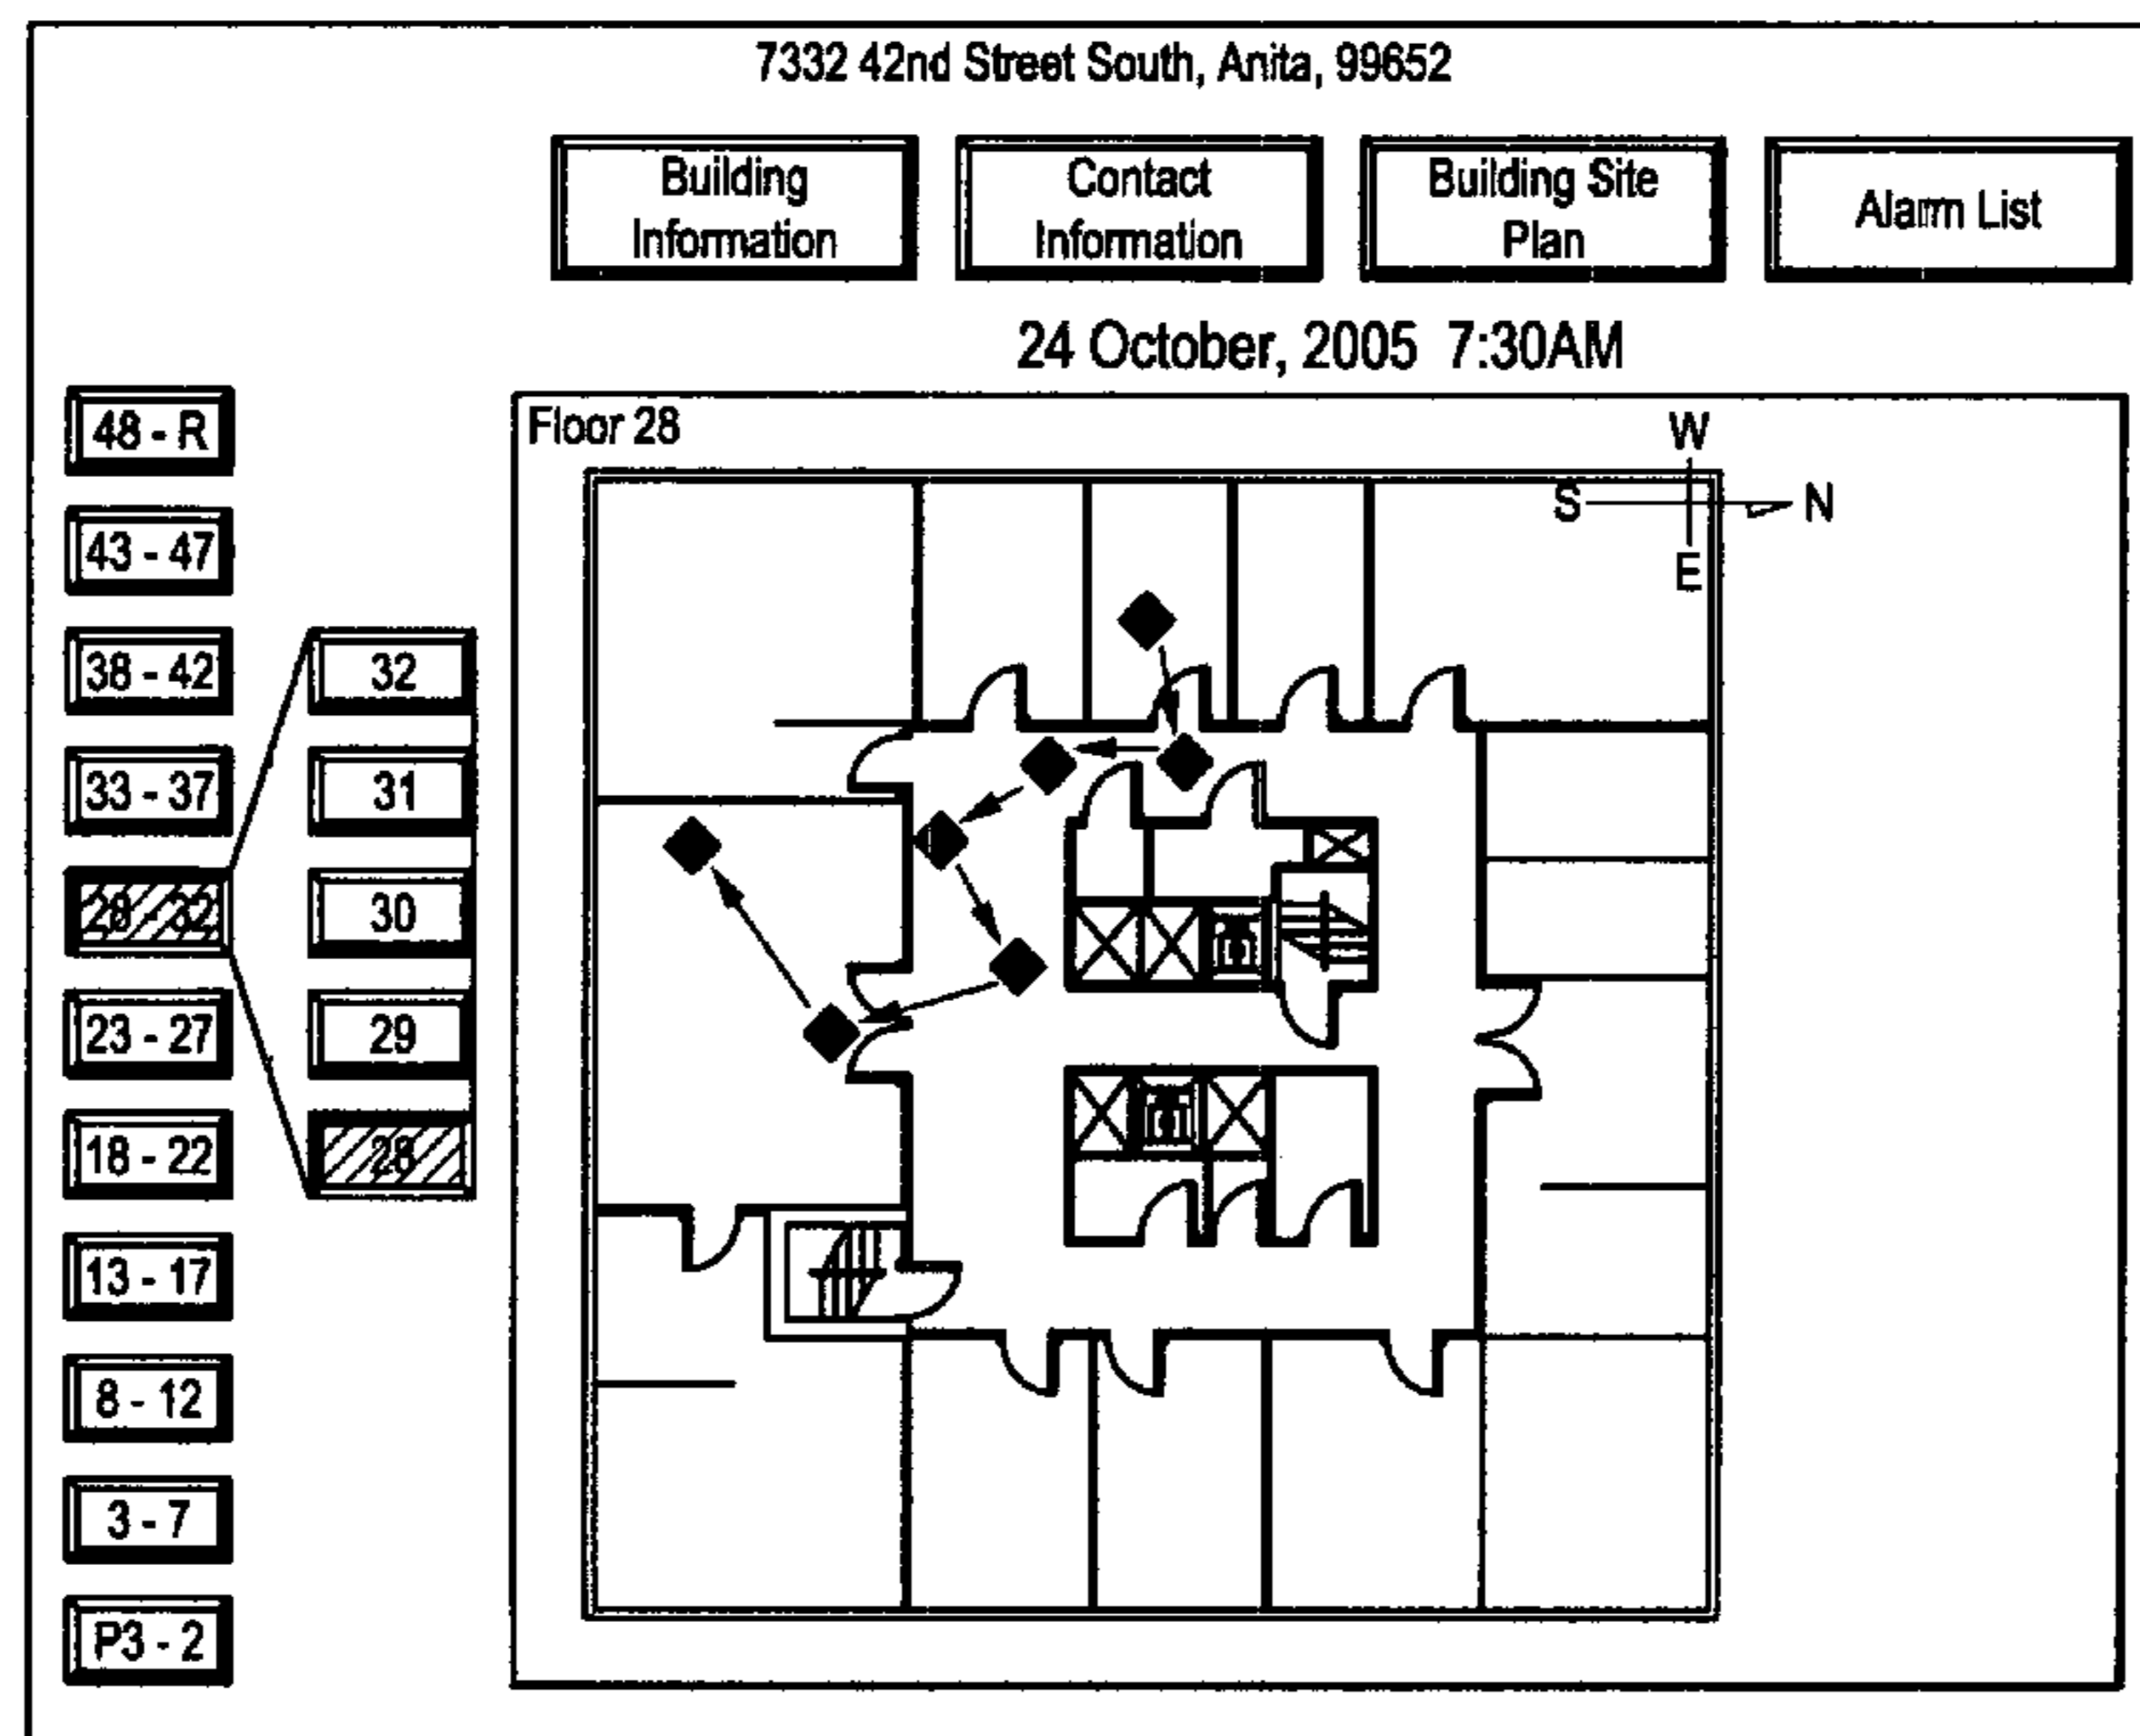 7332 42nd Street South, Anita, 99652
Building
Information
Contact
Information
Building Site
Plan
Alarm List
24 October, 2005 7:30AM
48 - R
43 - 47
38 - 42
33 - 37
28 - 32
23 - 27
18 - 22
13 - 17
8 - 12
3 - 7
P3 - 2
32
31
30
29
28
Floor 28
W
S
N
E